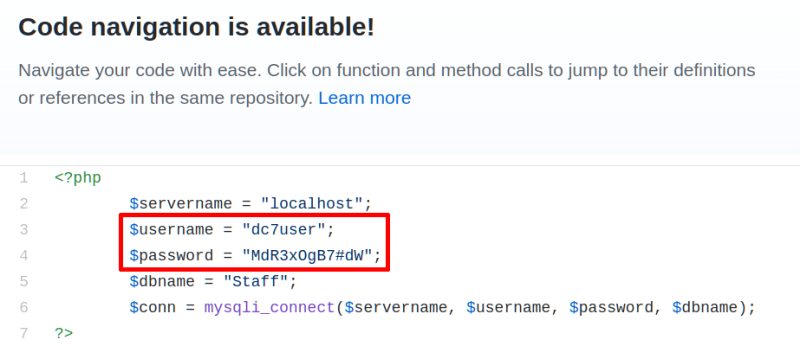 Code navigation is available!
Navigate your code with ease. Click on function and method calls to jump to their definitions
or references in the same repository. Learn more
1 <?php
2 $servername = "localhost";
3 $username = "dc7user";
4 $password = "MdR3xOgB7#dW";
5 $dbname = "Staff";
6 $conn = mysqli_connect($servername, $username, $password, $dbname);
7 ?>